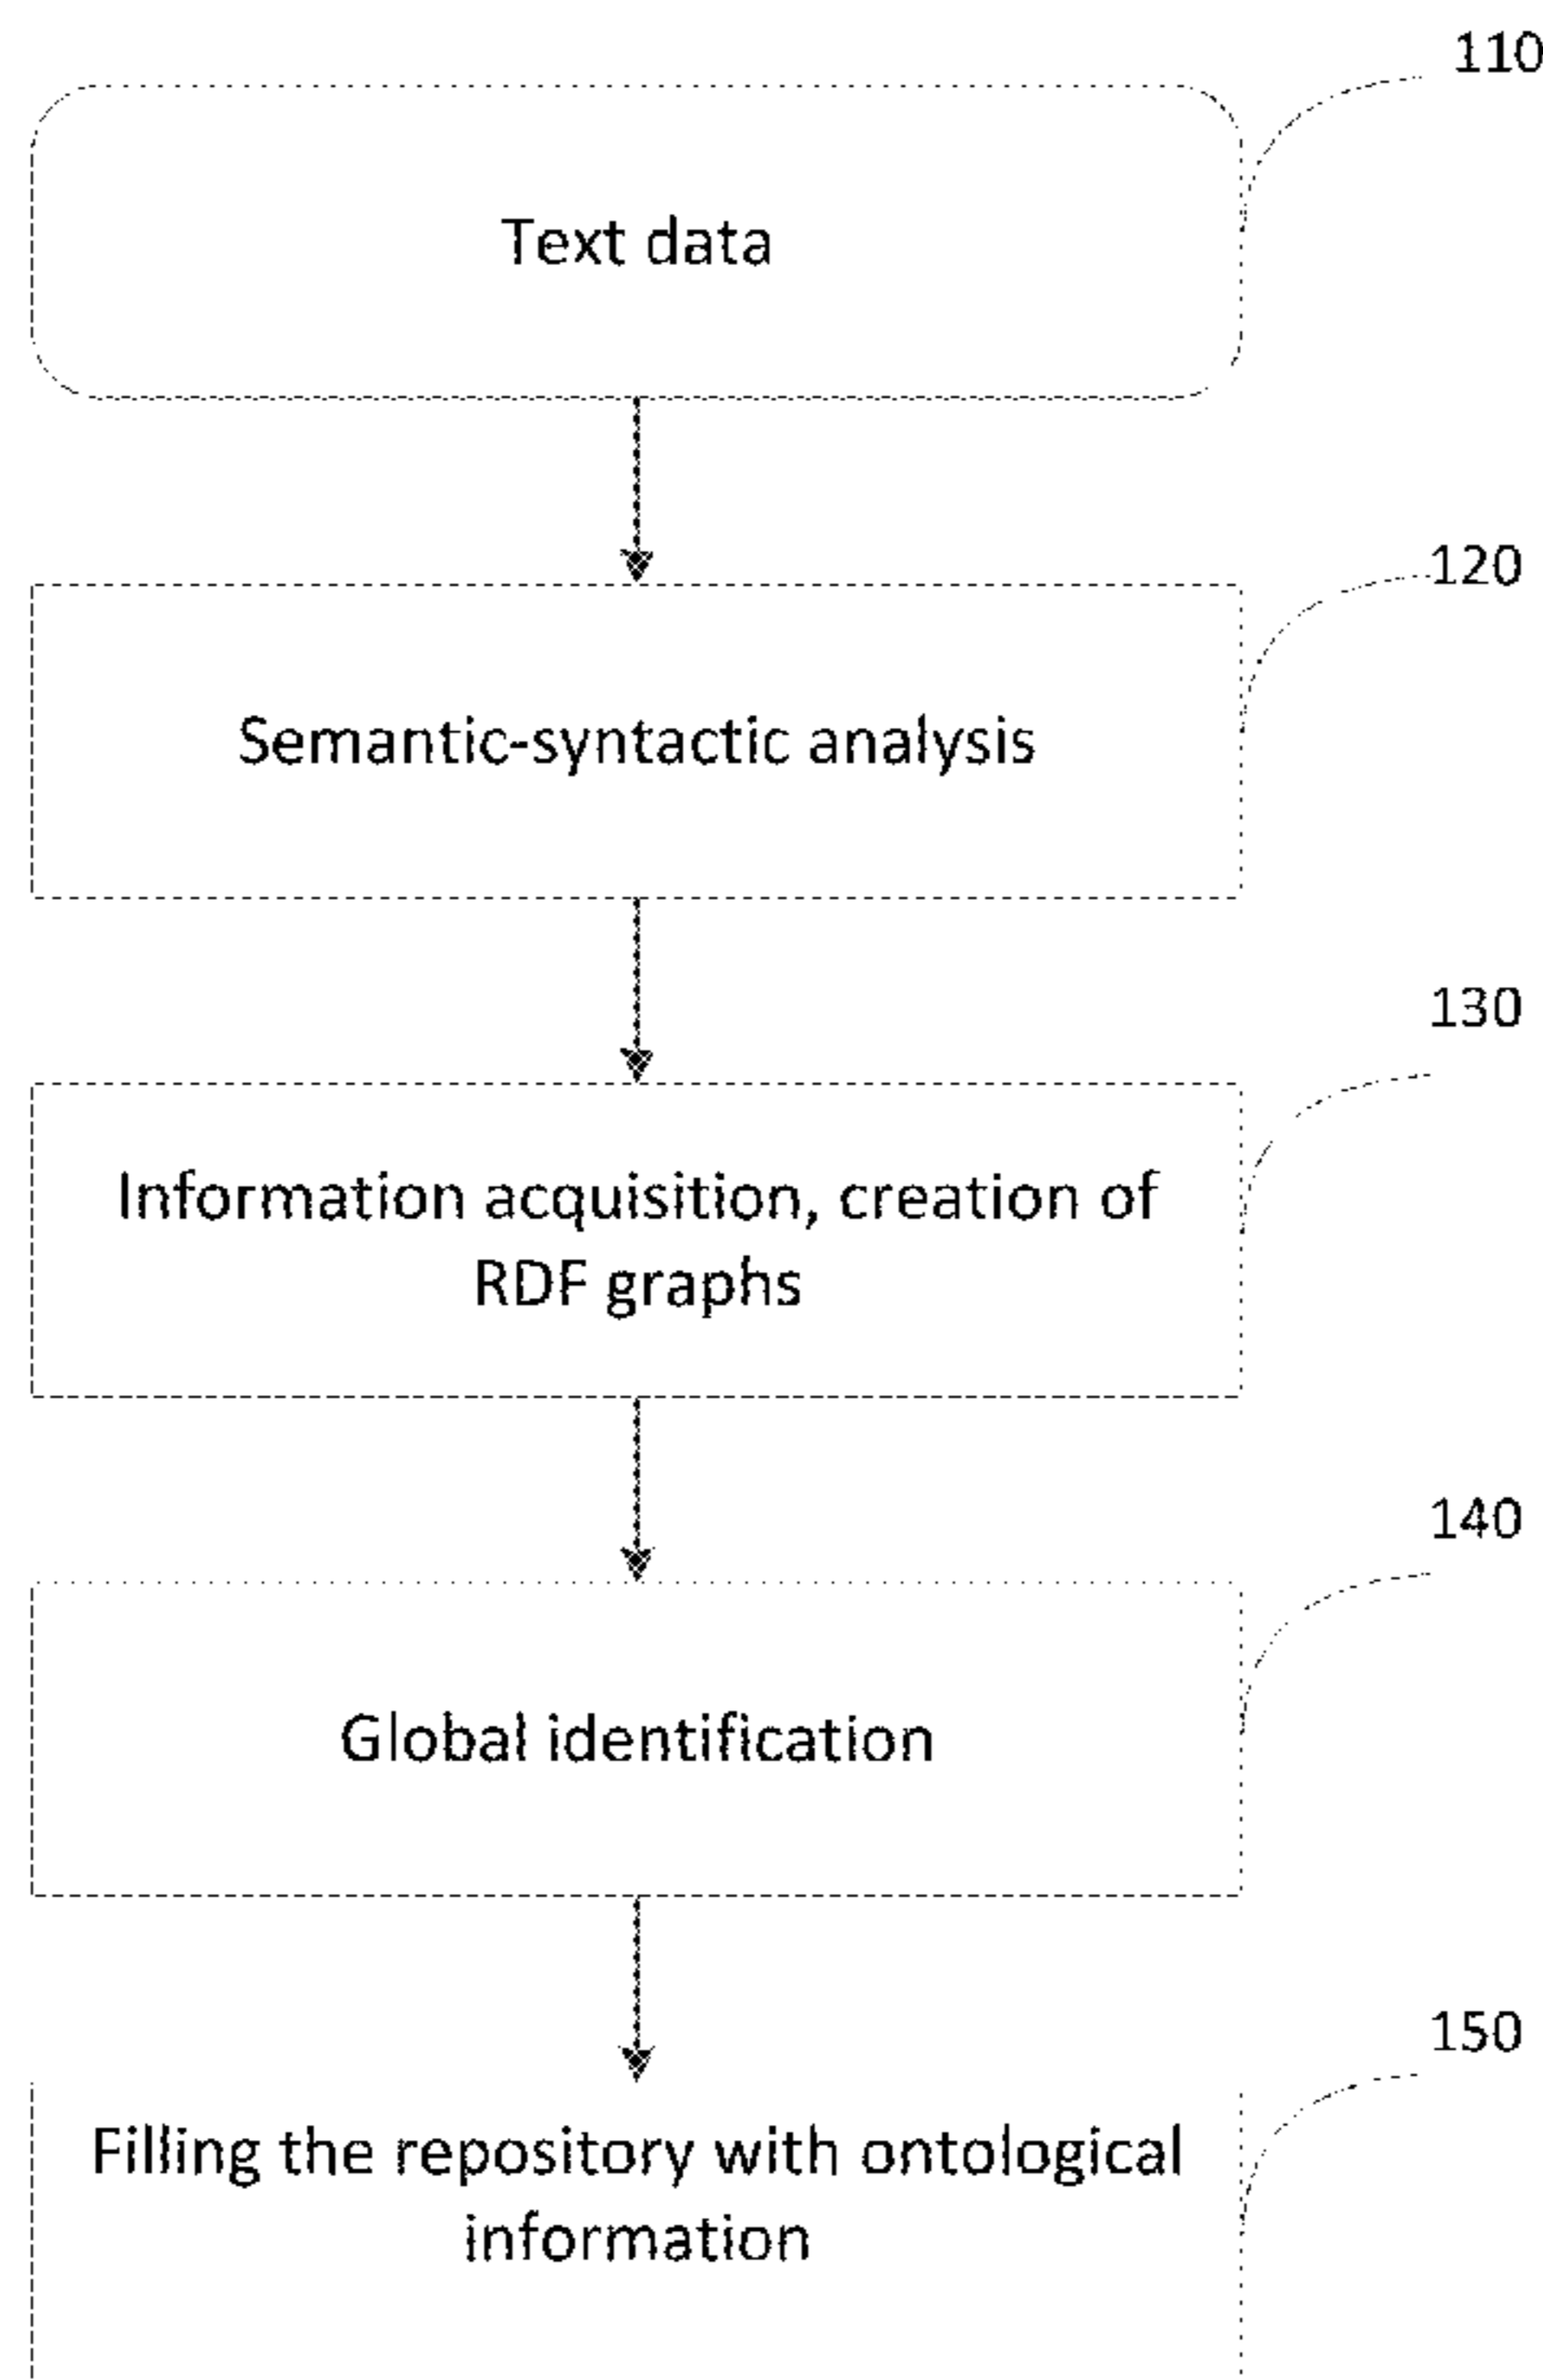 110
Text data
120
Semantic-syntactic analysis
130
Information acquisition, creation of
RDF graphs
140
Global identification
150
Filling the repository with ontological
information